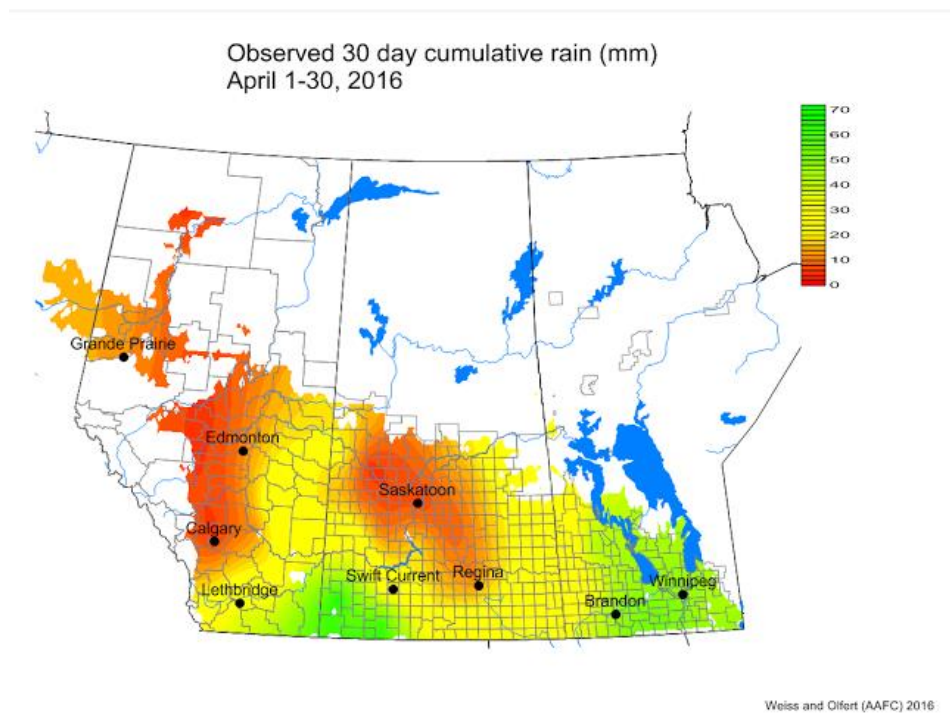 Observed 30 day cumulative rain (mm)
April 1-30, 2016
70
60
50
40
30
20
10
0
Grande Prairie
Edmonton
Saskatoon
Calgary
Swift Current
Regina
Lethbridge
Winnipeg
Brandon
Weiss and Olfert (AAFC) 2016